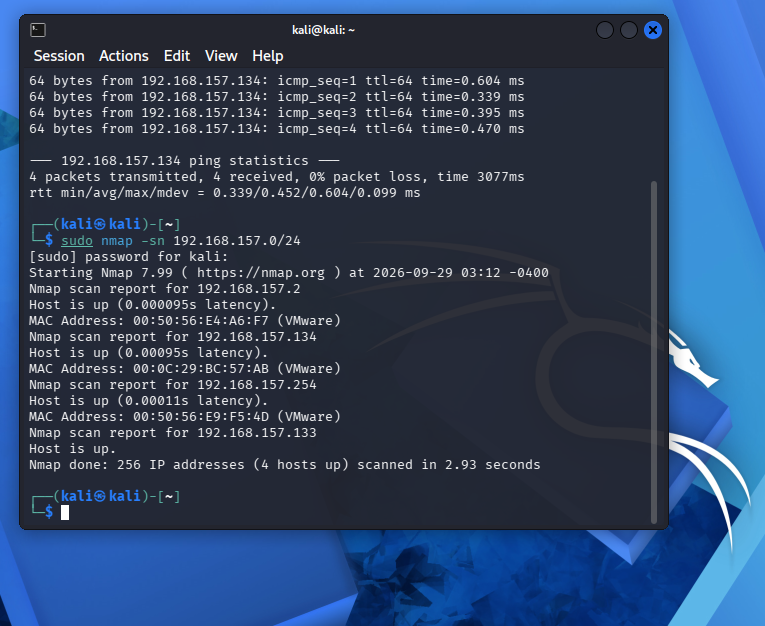 kali@kali: ~
Session Actions Edit View Help
64 bytes from 192.168.157.134: icmp_seq=1 ttl=64 time=0.604 ms
64 bytes from 192.168.157.134: icmp_seq=2 ttl=64 time=0.339 ms
64 bytes from 192.168.157.134: icmp_seq=3 ttl=64 time=0.395 ms
64 bytes from 192.168.157.134: icmp_seq=4 ttl=64 time=0.470 ms
--- 192.168.157.134 ping statistics ---
4 packets transmitted, 4 received, 0% packet loss, time 3077ms
rtt min/avg/max/mdev = 0.339/0.452/0.604/0.099 ms
┌──(kali㉿kali)-[~]
└─$ sudo nmap -sn 192.168.157.0/24
[sudo] password for kali:
Starting Nmap 7.99 ( https://nmap.org ) at 2026-09-29 03:12 -0400
Nmap scan report for 192.168.157.2
Host is up (0.000095s latency).
MAC Address: 00:50:56:E4:A6:F7 (VMware)
Nmap scan report for 192.168.157.134
Host is up (0.00095s latency).
MAC Address: 00:0C:29:BC:57:AB (VMware)
Nmap scan report for 192.168.157.254
Host is up (0.00011s latency).
MAC Address: 00:50:56:E9:F5:4D (VMware)
Nmap scan report for 192.168.157.133
Host is up.
Nmap done: 256 IP addresses (4 hosts up) scanned in 2.93 seconds
┌──(kali㉿kali)-[~]
└─$